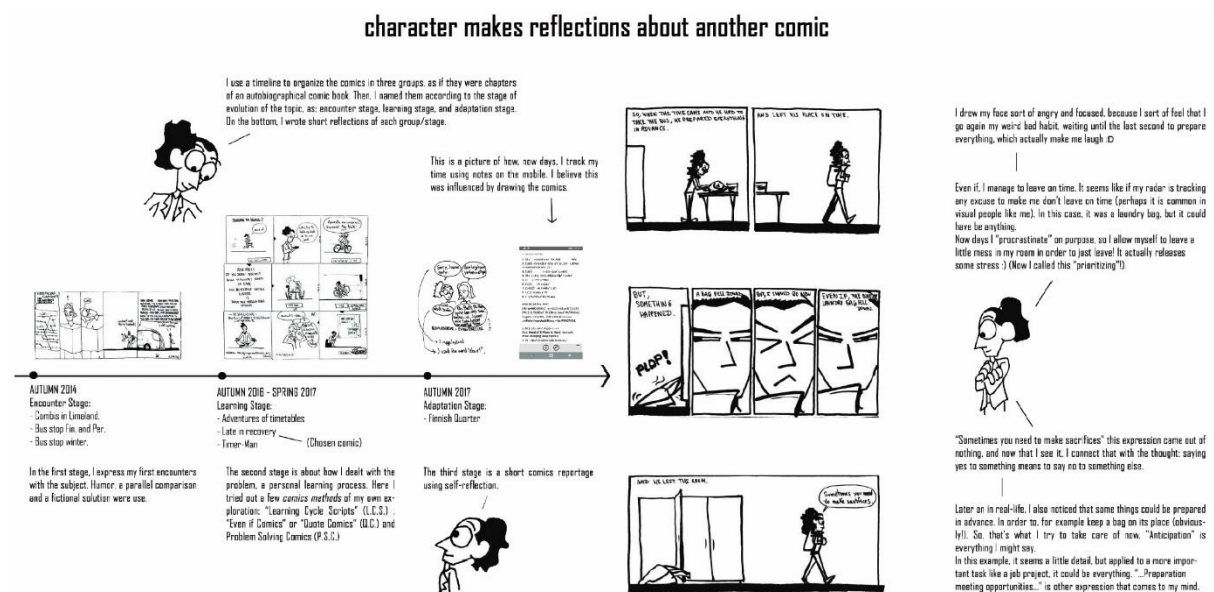 character makes reflections about another comic
I use a timeline to organize the comics in three groups, as if they were chapters
of an autobiographical comic book. Then, I named them according to the stage of
evolution of the topic, as; encounter stage, learning stage, and adaptation stage.
On the bottom, I wrote short reflections of each group/stage.
This is a picture of how, now days, I track my
time using notes on the mobile. I believe this
was influenced by drawing the comics.
AUTUMN 2014
Encounter Stage:
- Combis in Limaland.
- Bus stop Fin. and Per.
- Bus stop winter.
In the first stage, I express my first encounters
with the subject. Humor, a parallel comparison
and a fictional solution were use.
AUTUMN 2016 - SPRING 2017
Learning Stage:
- Adventures of timetables
- Late in recovery
- Timer-Man
(Chosen comic)
The second stage is about how I dealt with the
problem, a personal learning process. Here I
tried out a few comics methods of my own ex-
ploration: "Learning Cycle Scripts" (L.C.S.) ,
"Even if Comics" or "Quote Comics" (Q.C.) and
Problem Solving Comics (P.S.C.)
AUTUMN 2017
Adaptation Stage:
- Finnish Quarter
The third stage is a short comics reportage
using self-reflection.
SO, WHEN THE TIME CAME AND HE HAD TO
TAKE THE BUS, HE PREPARED EVERYTHING
IN ADVANCE.
AND LEFT HIS PLACE ON TIME.
BUT,
SOMETHING
HAPPENED.
PLOP!
A BAG FELL DOWN
BUT, I SHOULD GO NOW
EVEN IF, THE
LAUNDRY BAG FELL
DOWN.
AND HE LEFT THE ROOM.
Sometimes you need
to make sacrifices.
I drew my face sort of angry and focused, because I sort of feel that I
go again my weird bad habit, waiting until the last second to prepare
everything, which actually make me laugh :D
Even if, I manage to leave on time. It seems like if my radar is tracking
any excuse to make me don't leave on time (perhaps it is common in
visual people like me). In this case, it was a laundry bag, but it could
have be anything.
Now days I "procrastinate" on purpose, so I allow myself to leave a
little mess in my room in order to just leave! It actually releases
some stress :) (Now I called this "prioritizing"!).
"Sometimes you need to make sacrifices" this expression came out of
nothing, and now that I see it, I connect that with the thought: saying
yes to something means to say no to something else.
Later on in real-life, I also noticed that some things could be prepared
in advance. In order to, for example keep a bag on its place (obvious-
ly!). So, that's what I try to take care of now. "Anticipation" is
everything I might say.
In this example, it seems a little detail, but applied to a more impor-
tant task like a job project, it could be everything. "...Preparation
meeting opportunities..." is other expression that comes to my mind.